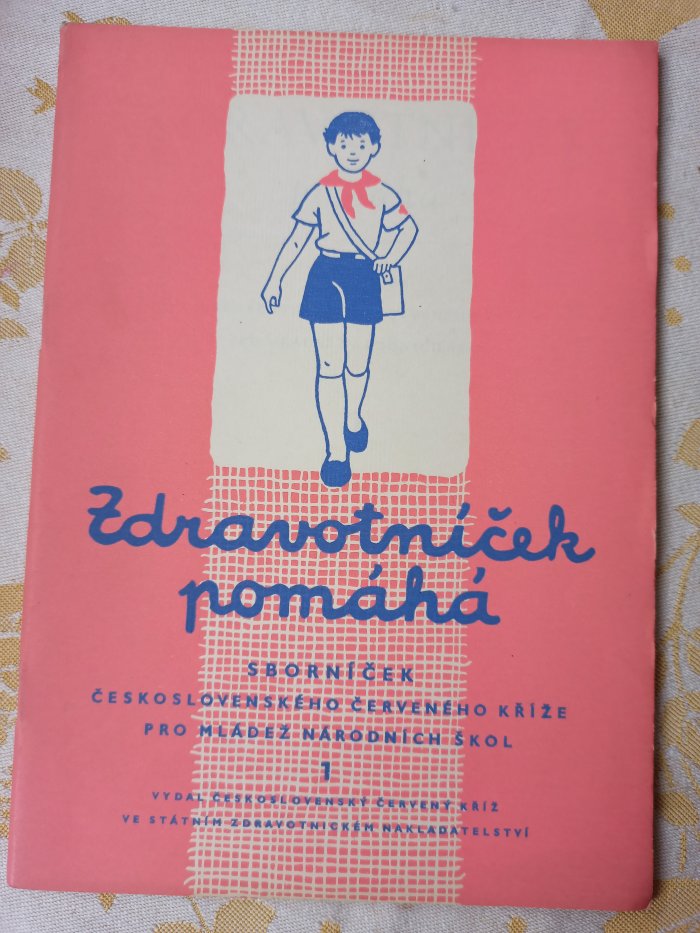 Zdravotníček
pomáhá
SBORNÍČEK
ČESKOSLOVENSKÉHO ČERVENÉHO KŘÍŽE
PRO MLÁDEŽ NÁRODNÍCH ŠKOL
1
VYDAL ČESKOSLOVENSKÝ ČERVENÝ KŘÍŽ
VE STÁTNÍM ZDRAVOTNICKÉM NAKLADATELSTVÍ